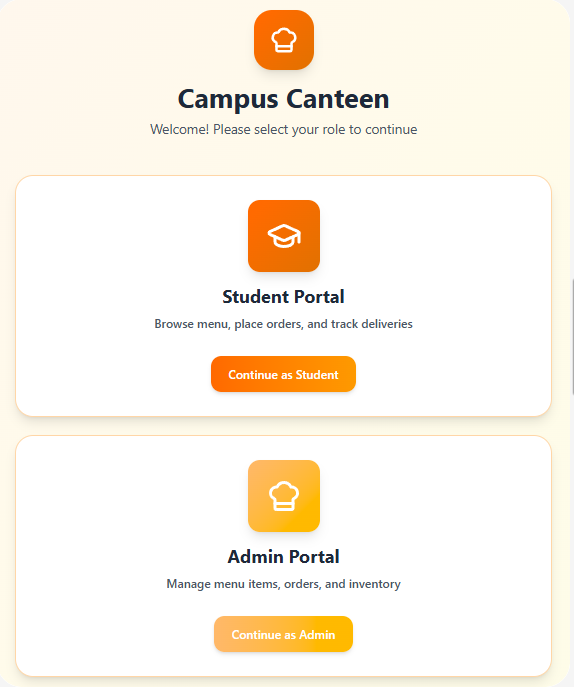 Campus Canteen
Welcome! Please select your role to continue
Student Portal
Browse menu, place orders, and track deliveries
Continue as Student
Admin Portal
Manage menu items, orders, and inventory
Continue as Admin